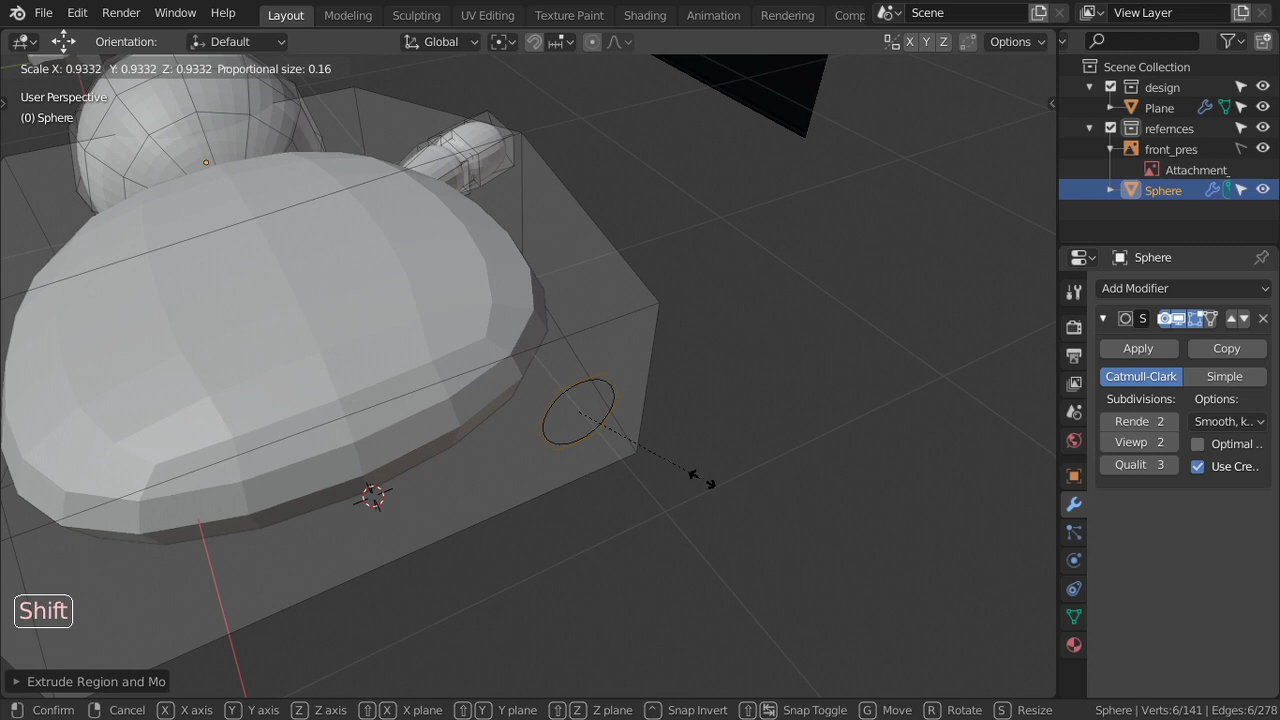 File Edit Render Window Help Layout Modeling Sculpting UV Editing Texture Paint Shading Animation Rendering Comp Scene View Layer
Orientation: Default Global X Y Z Options
Scale X: 0.9332 Y: 0.9332 Z: 0.9332 Proportional size: 0.16
User Perspective
(0) Sphere
Scene Collection
design
Plane
refernces
front_pres
Attachment_
Sphere
Sphere
Add Modifier
S
Apply Copy
Catmull-Clark Simple
Subdivisions: Options:
Rende 2 Smooth, k..
Viewp 2 Optimal ..
Qualit 3 Use Cre..
Shift
Extrude Region and Mo
Confirm Cancel X X axis Y Y axis Z Z axis X X plane Y Y plane Z Z plane Snap Invert Snap Toggle G Move R Rotate S Resize Sphere | Verts:6/141 | Edges:6/278